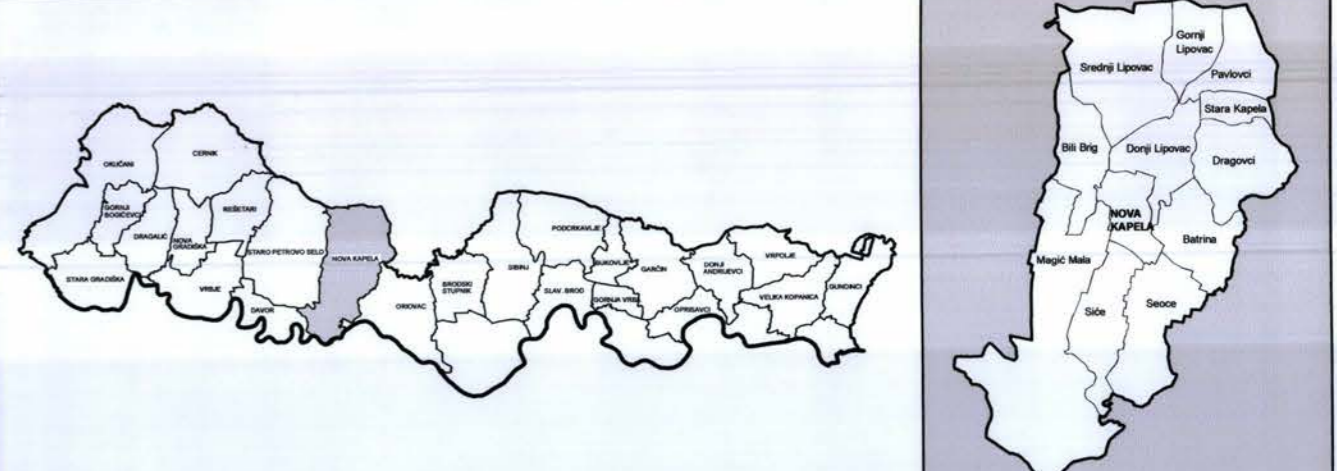 OKUČANI
CERNIK
GORNJI
BOGIĆEVCI
DRAGALIĆ
NOVA
GRADIŠKA
REŠETARI
STARO PETROVO SELO
NOVA KAPELA
STARA GRADIŠKA
VRBJE
DAVOR
ORIOVAC
BRODSKI
STUPNIK
SIBINJ
PODCRKAVLJE
BUKOVLJE
SLAV. BROD
GORNJA VRBA
GARČIN
OPRISAVCI
DONJI
ANDRIJEVCI
VRPOLJE
VELIKA KOPANICA
GUNDINCI
Gornji
Lipovac
Srednji Lipovac
Pavlovci
Stara Kapela
Bili Brig
Donji Lipovac
Dragovci
NOVA
KAPELA
Batrina
Magić Mala
Siče
Seoce